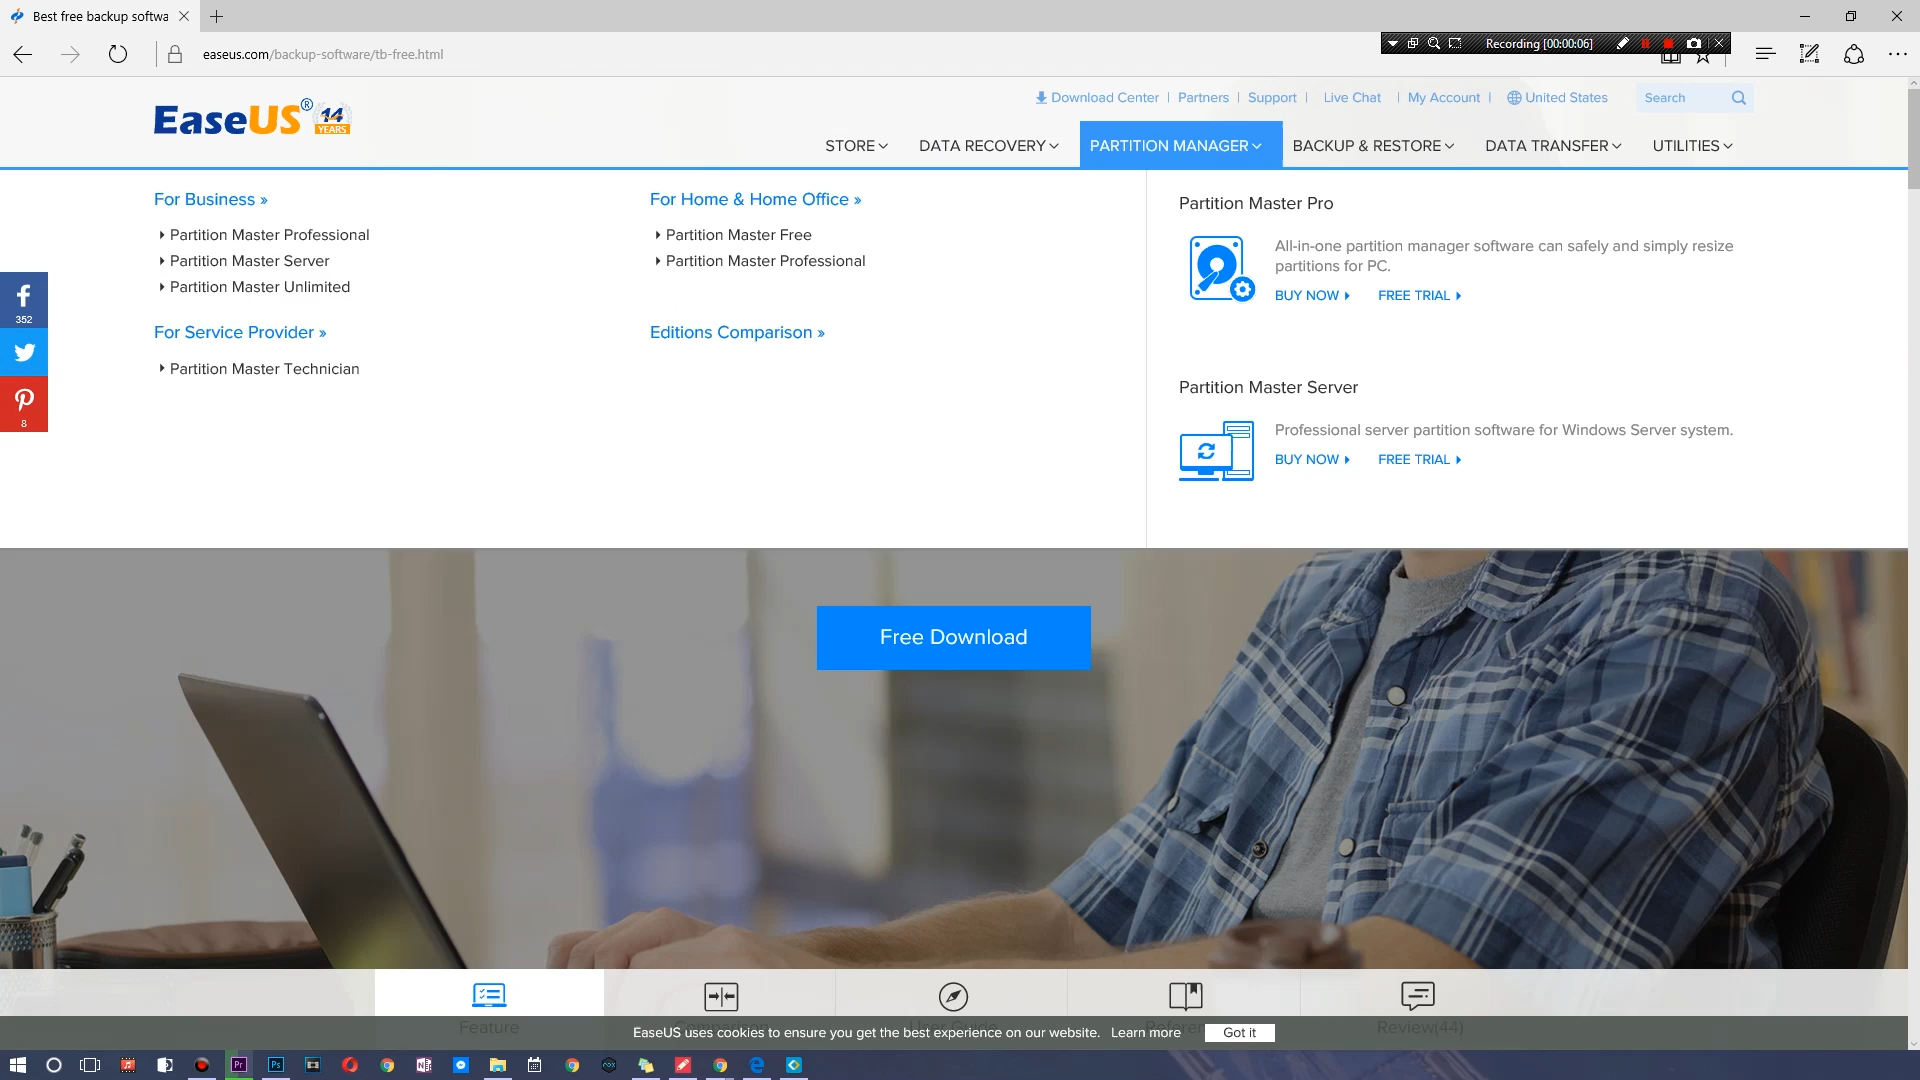 Best free backup softwa
easeus.com/backup-software/tb-free.html
Recording [00:00:06]
EaseUS® 14 YEARS
Download Center | Partners | Support | Live Chat | My Account | United States
Search
STORE DATA RECOVERY PARTITION MANAGER BACKUP & RESTORE DATA TRANSFER UTILITIES
For Business »
Partition Master Professional
Partition Master Server
Partition Master Unlimited
For Service Provider »
Partition Master Technician
For Home & Home Office »
Partition Master Free
Partition Master Professional
Editions Comparison »
Partition Master Pro
All-in-one partition manager software can safely and simply resize
partitions for PC.
BUY NOW FREE TRIAL
Partition Master Server
Professional server partition software for Windows Server system.
BUY NOW FREE TRIAL
352
8
Free Download
Feature
Review(44)
EaseUS uses cookies to ensure you get the best experience on our website. Learn more Got it
Pr
Ps